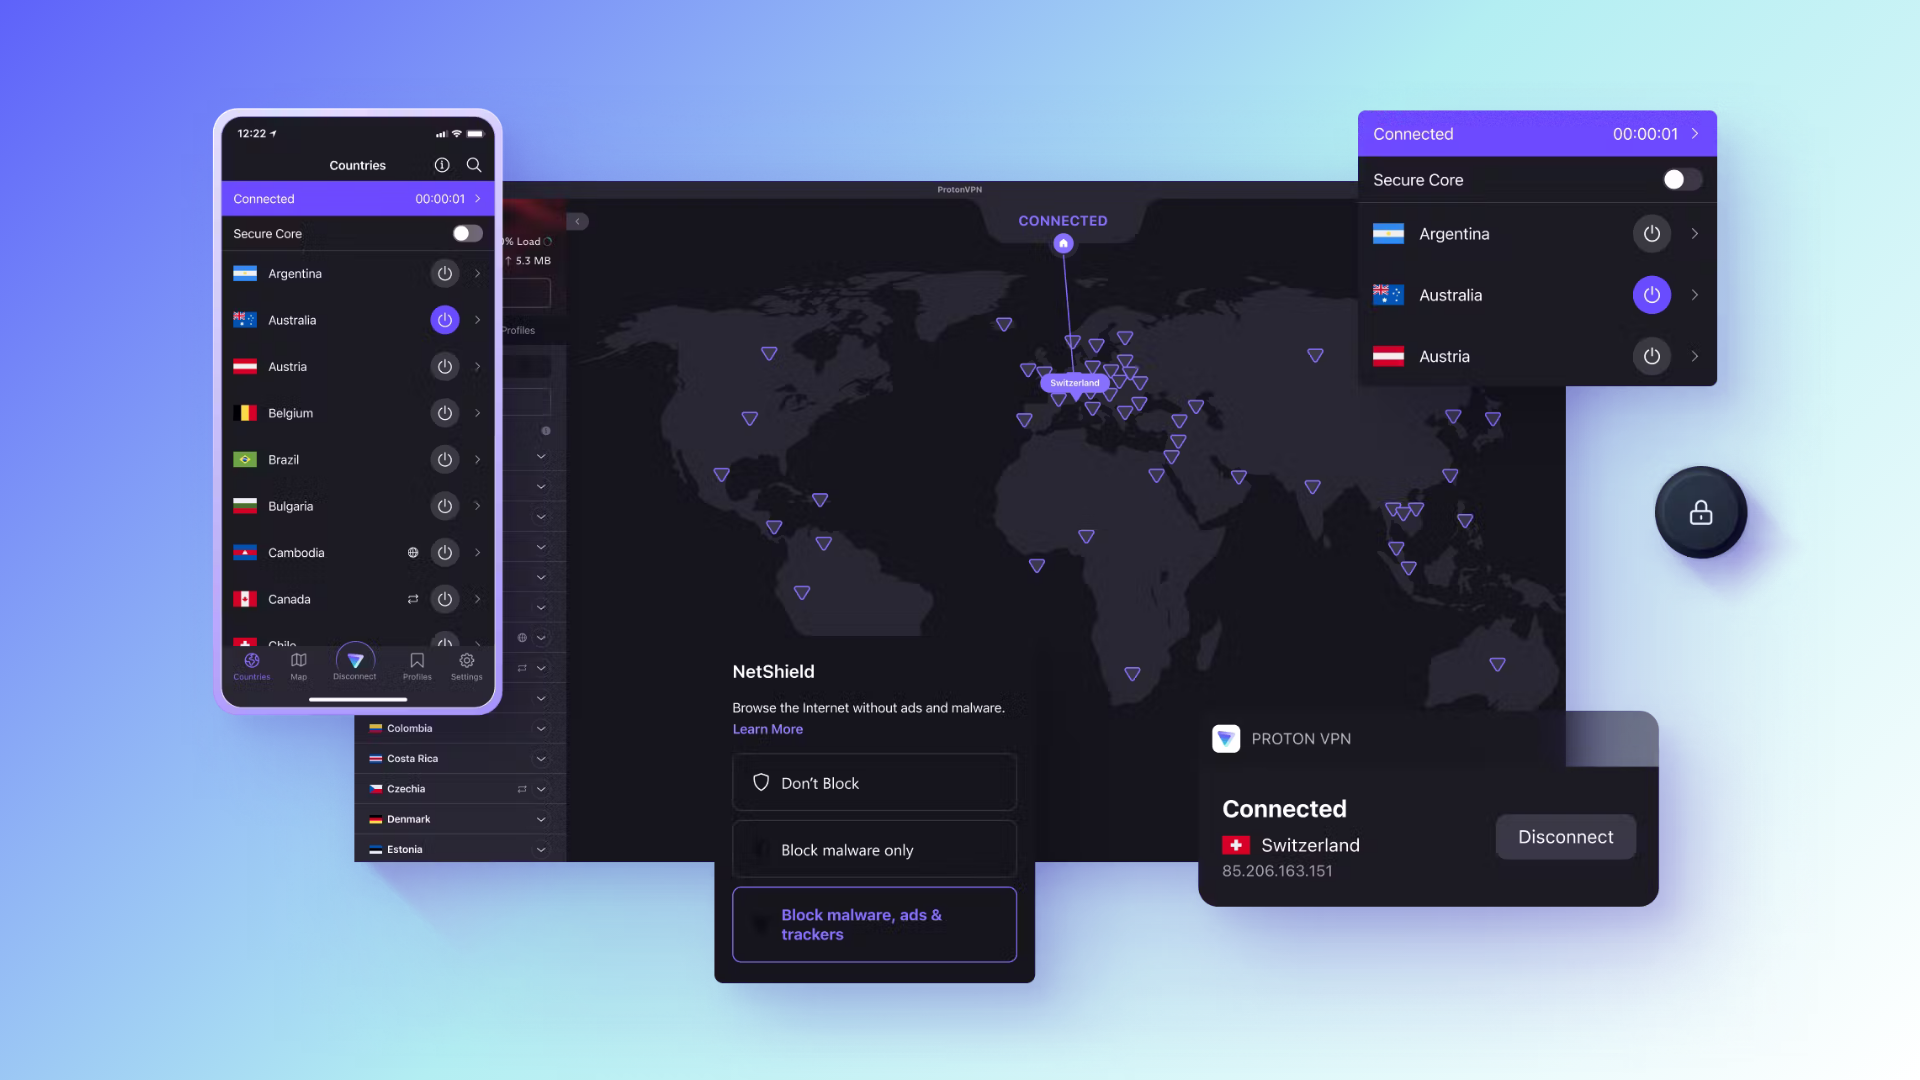 12:22
Countries
Connected 00:00:01
Secure Core
Argentina
Australia
Austria
Belgium
Brazil
Bulgaria
Cambodia
Canada
Chile
Countries
Map
Disconnect
Profiles
Settings
ProtonVPN
% Load
↑ 5.3 MB
Profiles
Colombia
Costa Rica
Czechia
Denmark
Estonia
CONNECTED
Switzerland
NetShield
Browse the Internet without ads and malware.
Learn More
Don’t Block
Block malware only
Block malware, ads &
trackers
Connected 00:00:01
Secure Core
Argentina
Australia
Austria
PROTON VPN
Connected
Switzerland
85.206.163.151
Disconnect